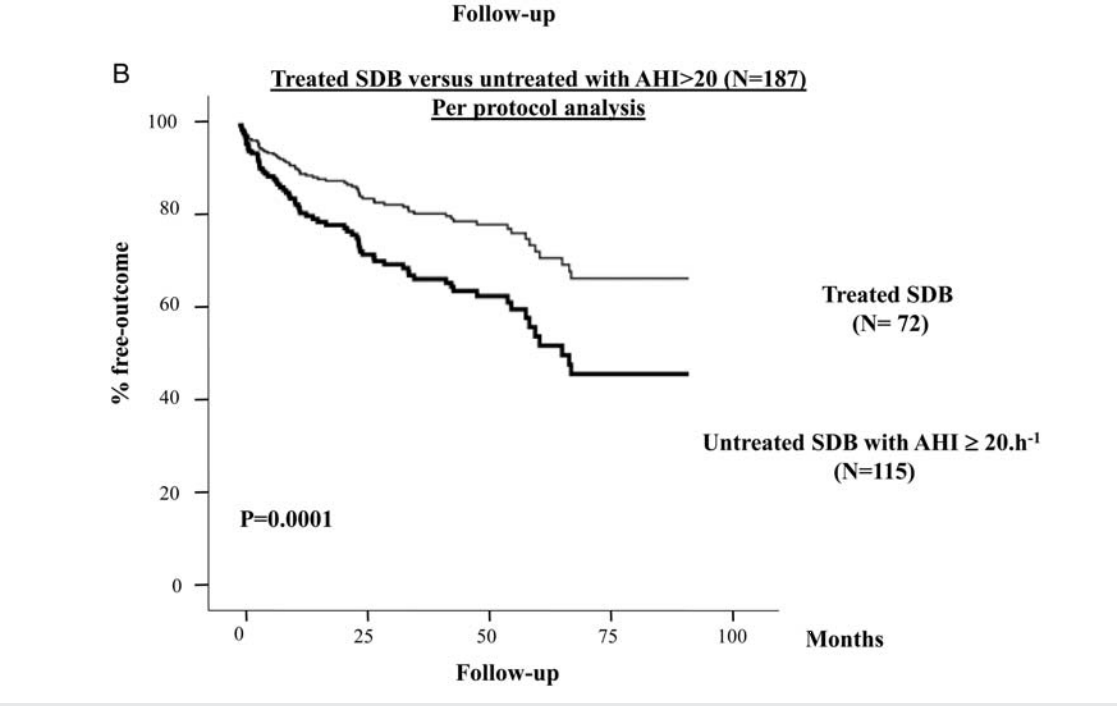 Follow-up
B
Treated SDB versus untreated with AHI>20 (N=187)
Per protocol analysis
100
80
60
40
20
0
% free-outcome
Treated SDB
(N= 72)
Untreated SDB with AHI ≥ 20.h⁻¹
(N=115)
P=0.0001
0 25 50 75 100 Months
Follow-up